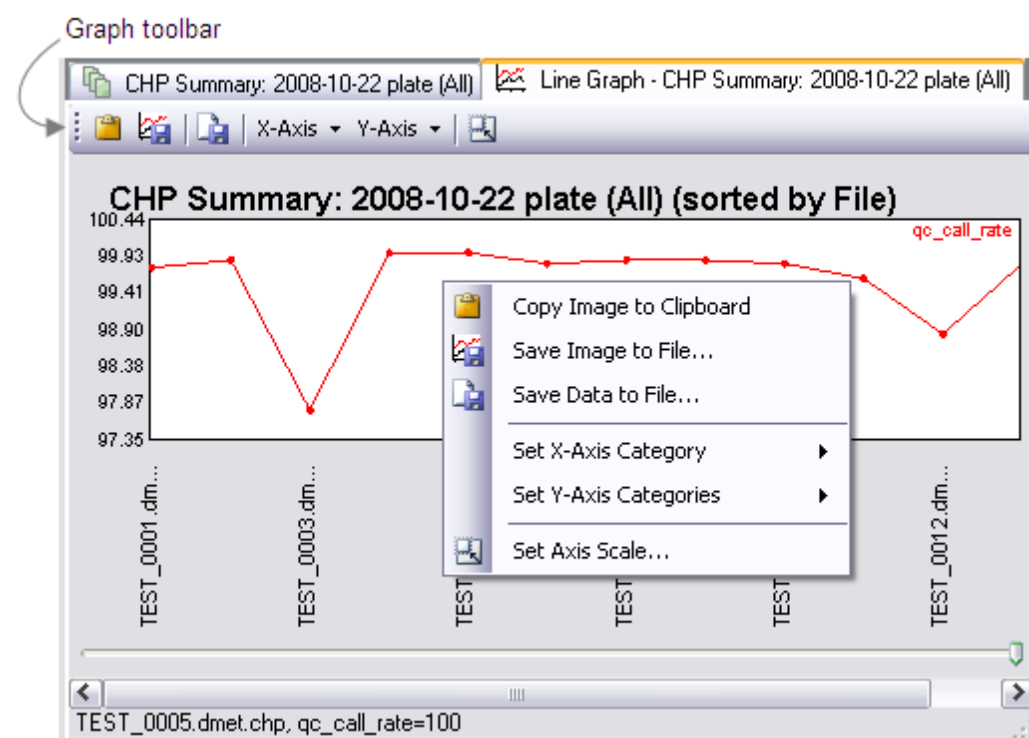 Graph toolbar
CHP Summary: 2008-10-22 plate (All)
Line Graph - CHP Summary: 2008-10-22 plate (All)
X-Axis
Y-Axis
CHP Summary: 2008-10-22 plate (All) (sorted by File)
qc_call_rate
100.44
99.93
99.41
98.90
98.38
97.87
97.35
Copy Image to Clipboard
Save Image to File...
Save Data to File...
Set X-Axis Category
Set Y-Axis Categories
Set Axis Scale...
TEST_0001.dm...
TEST_0003.dm...
TEST
TEST
TEST
TEST_0012.dm...
TEST_0005.dmet.chp, qc_call_rate=100